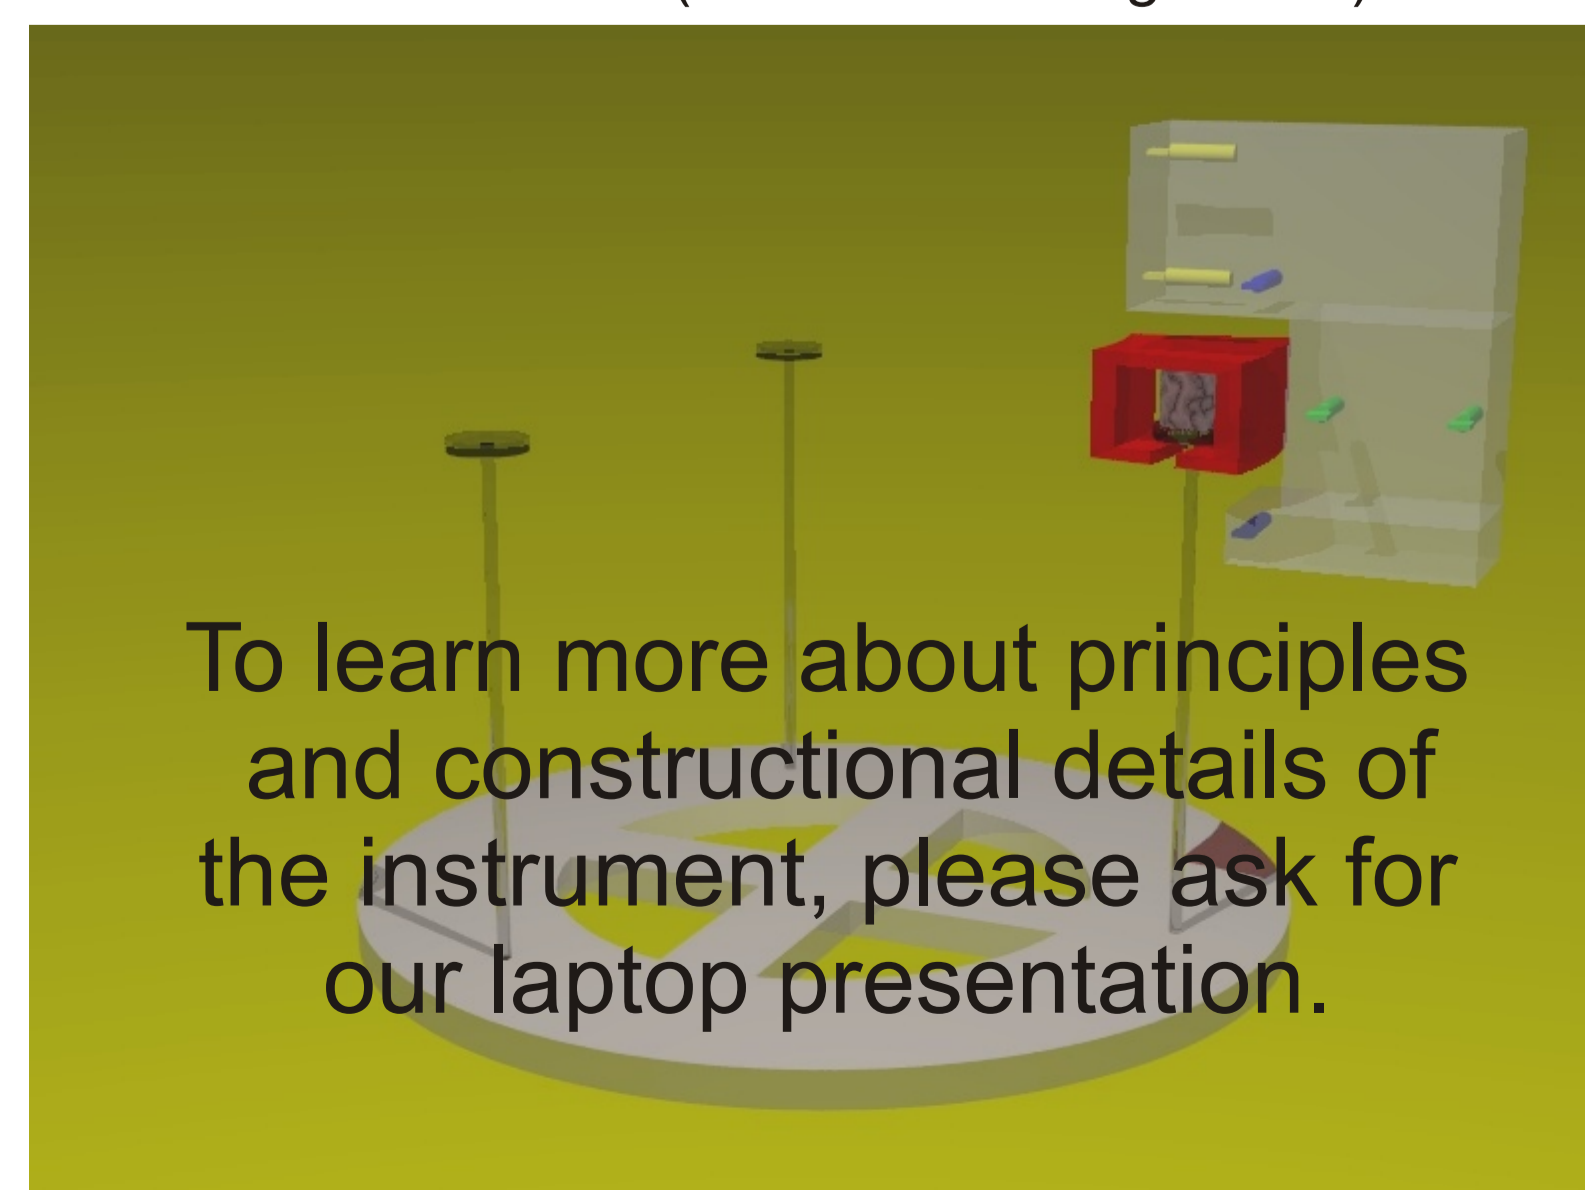 To learn more about principles
and constructional details of
the instrument, please ask for
our laptop presentation.